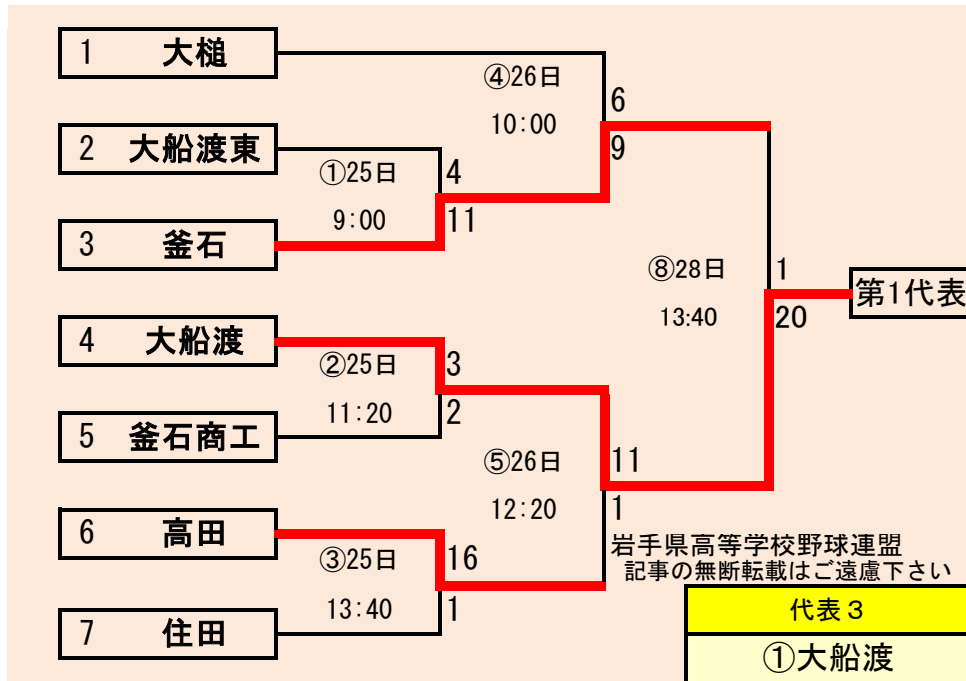 1 大槌
④26日
10:00
6
9
2 大船渡東
①25日
9:00
4
11
3 釜石
⑧28日
13:40
1
20
第1代表
4 大船渡
②25日
11:20
3
2
5 釜石商工
⑤26日
12:20
11
1
6 高田
③25日
13:40
16
1
7 住田
岩手県高等学校野球連盟
記事の無断転載はご遠慮下さい
代表3
①大船渡